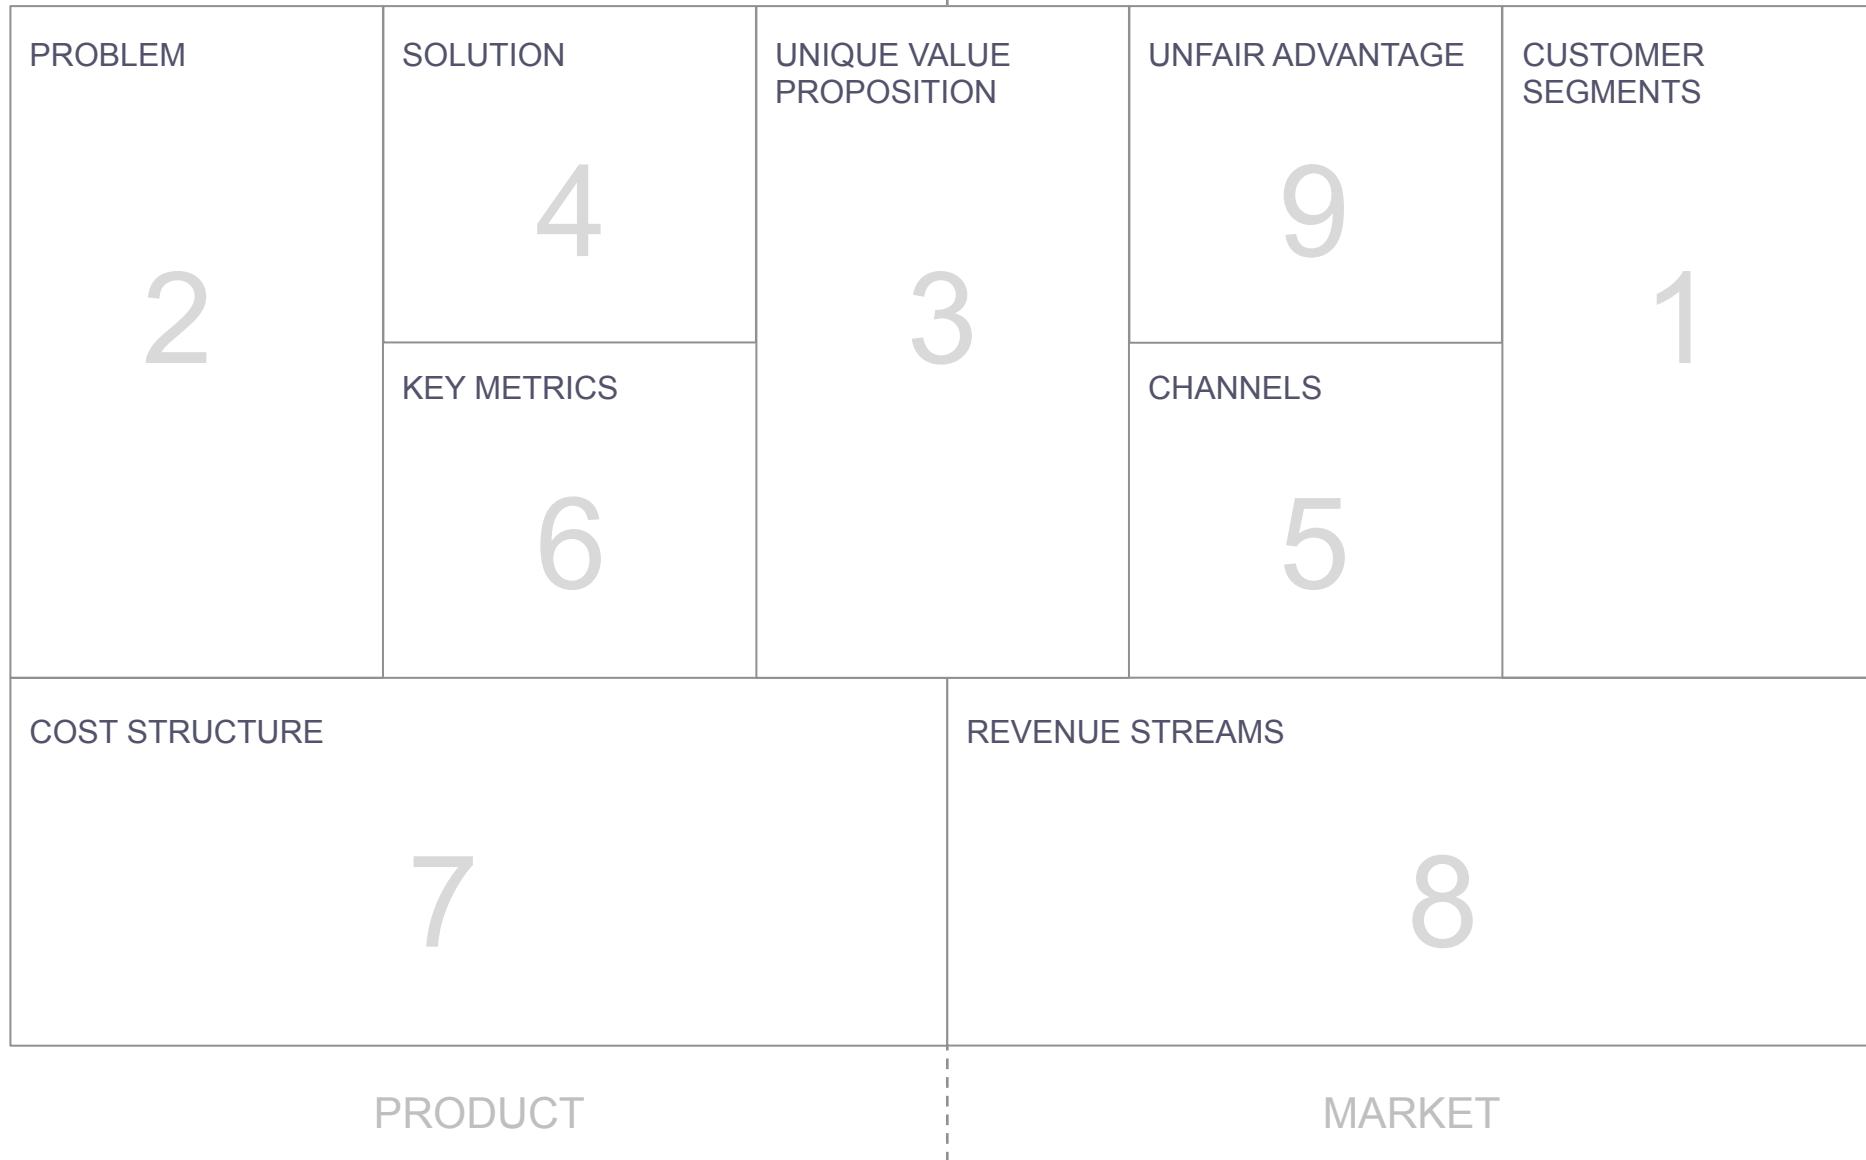 PROBLEM
2
SOLUTION
4
KEY METRICS
6
UNIQUE VALUE
PROPOSITION
3
UNFAIR ADVANTAGE
9
CHANNELS
5
CUSTOMER
SEGMENTS
1
COST STRUCTURE
7
REVENUE STREAMS
8
PRODUCT
MARKET